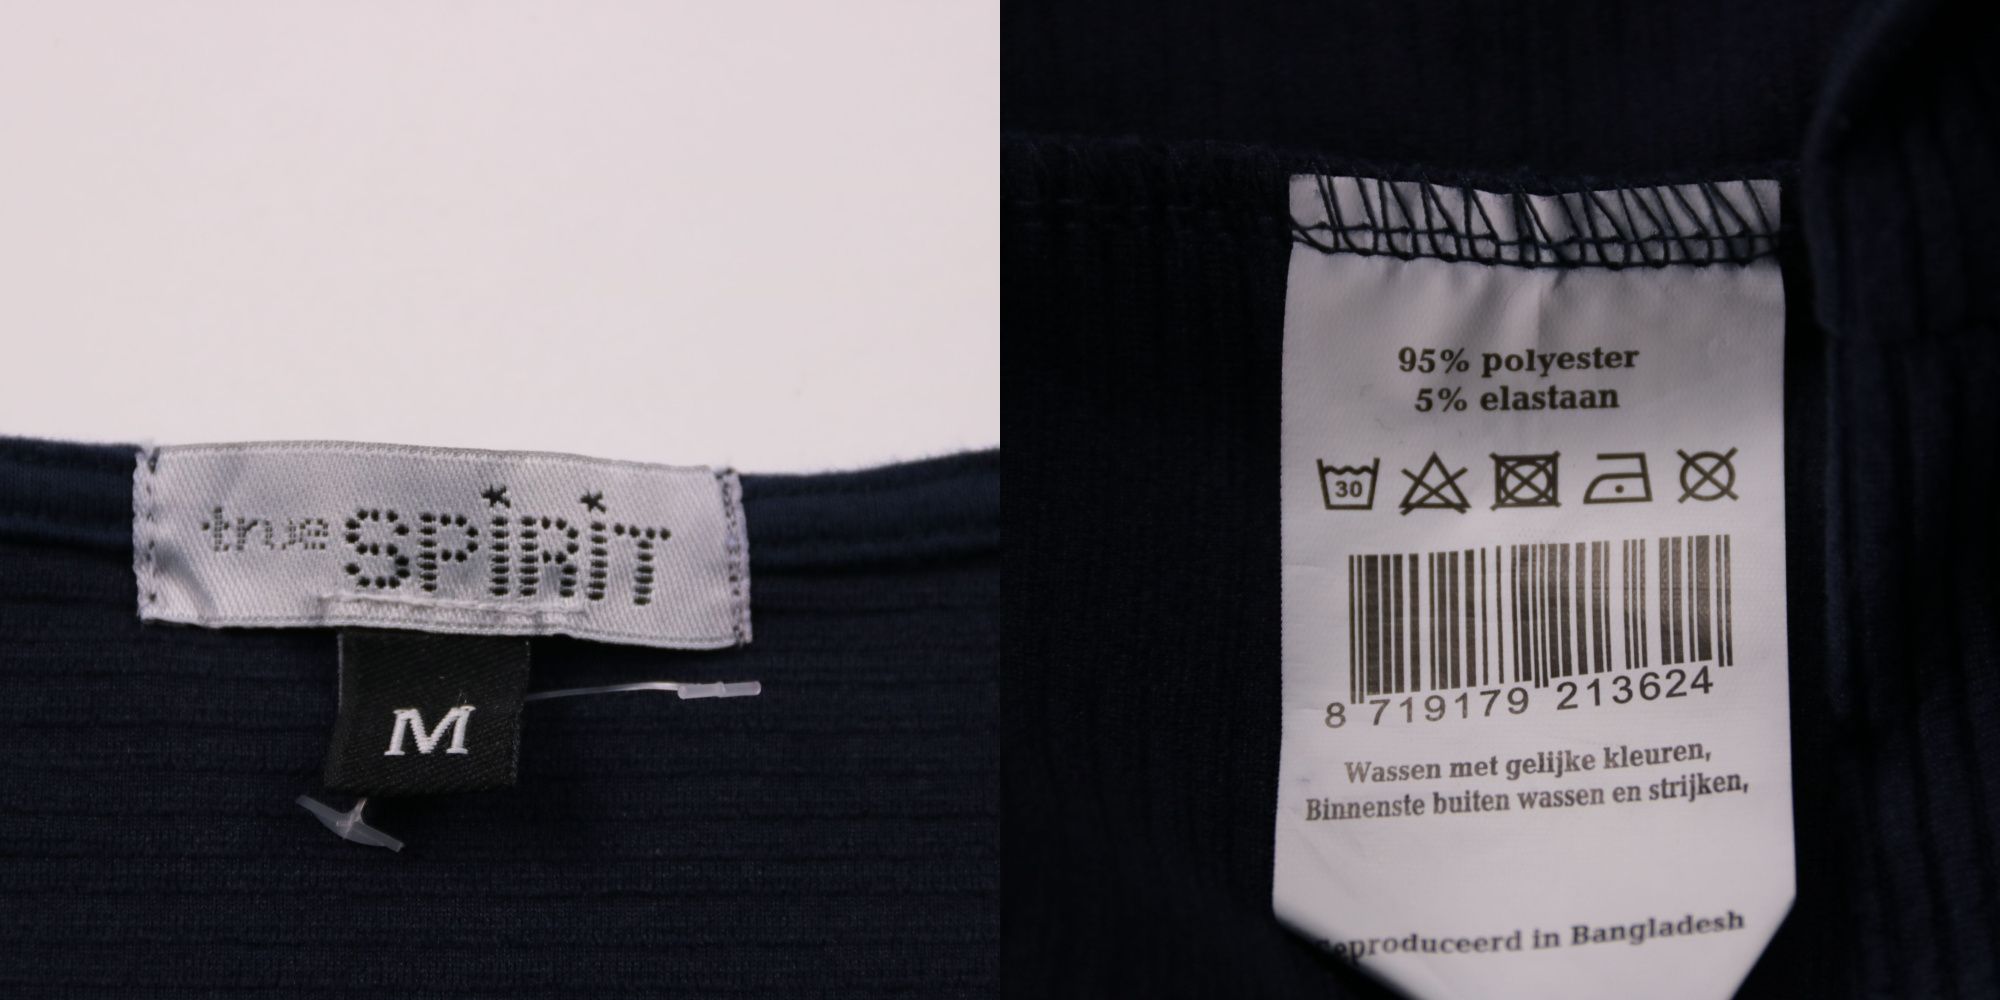 true SPiRiT
M
95% polyester
5% elastaan
30
8 719179 213624
Wassen met gelijke kleuren,
Binnenste buiten wassen en strijken,
Geproduceerd in Bangladesh